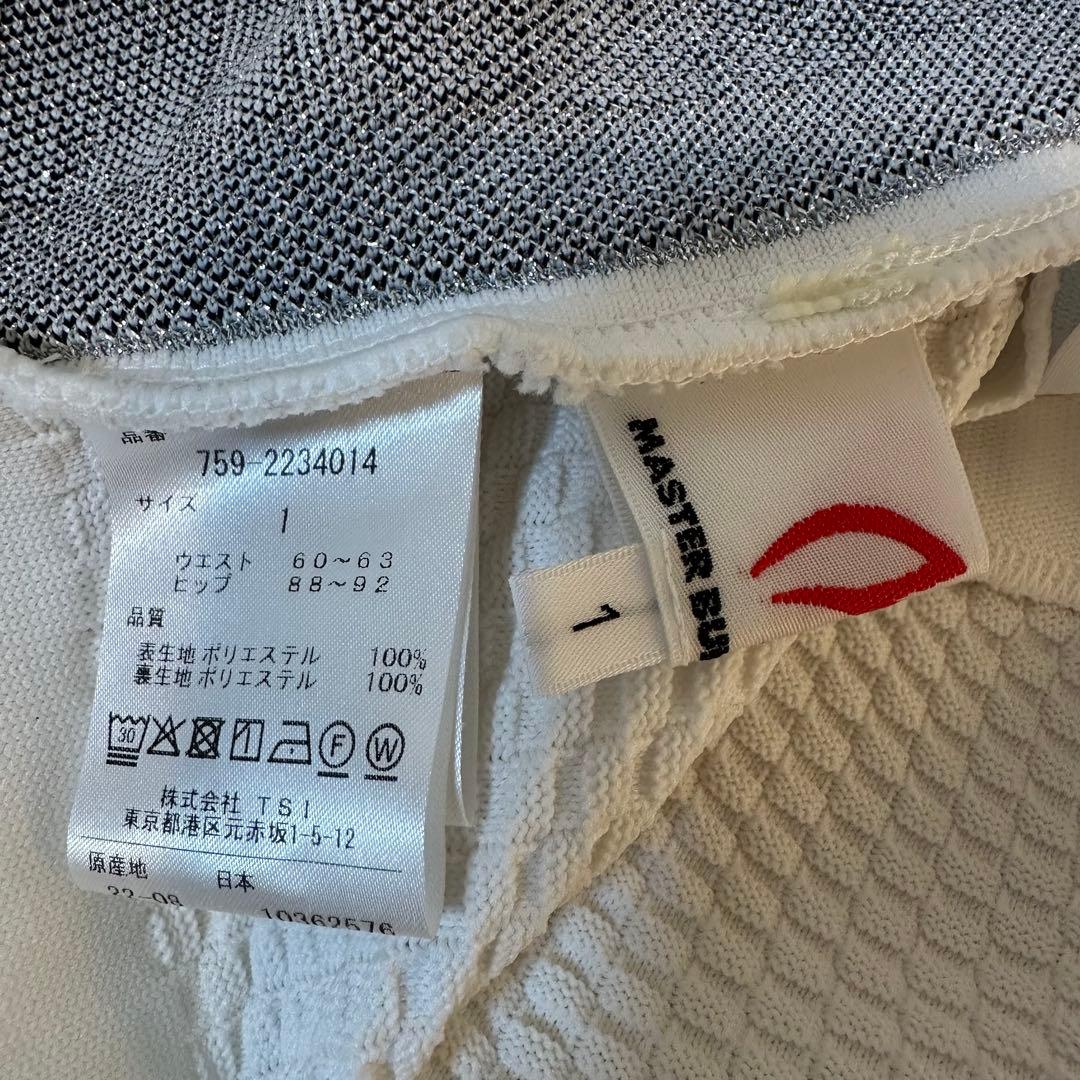 品番
759-2234014
サイズ
1
ウエスト 60～63
ヒップ 88～92
品質
表生地 ポリエステル 100%
裏生地 ポリエステル 100%
30
F W
株式会社 TSI
東京都港区元赤坂1-5-12
原産地 日本
22-08 10362576
MASTER BU
1